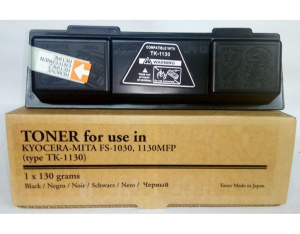 COMPATIBLE WITH
TK-1130
WARNING
TONER for use in
KYOCERA-MITA FS-1030, 1130MFP
(type TK-1130)
1 x 130 grams
Black / Negro / Noir / Schwarz / Nero / Черный
Toner Made in Japan